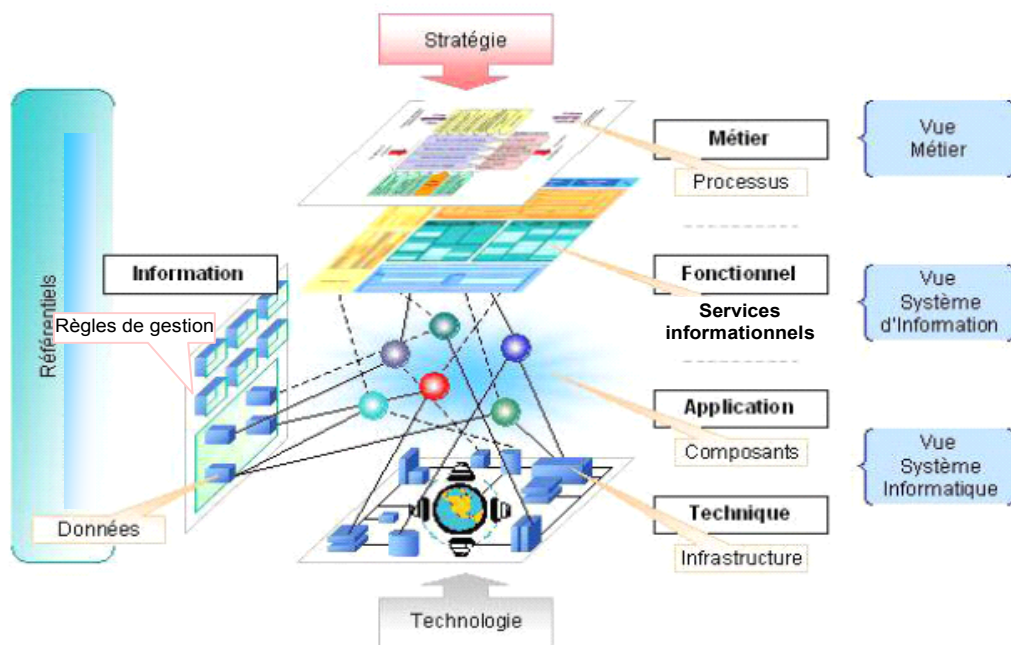 Stratégie
Métier
Processus
Vue
Métier
Référentiels
Information
Règles de gestion
Données
Fonctionnel
Services
informationnels
Vue
Système
d'Information
Application
Composants
Vue
Système
Informatique
Technique
Infrastructure
Technologie